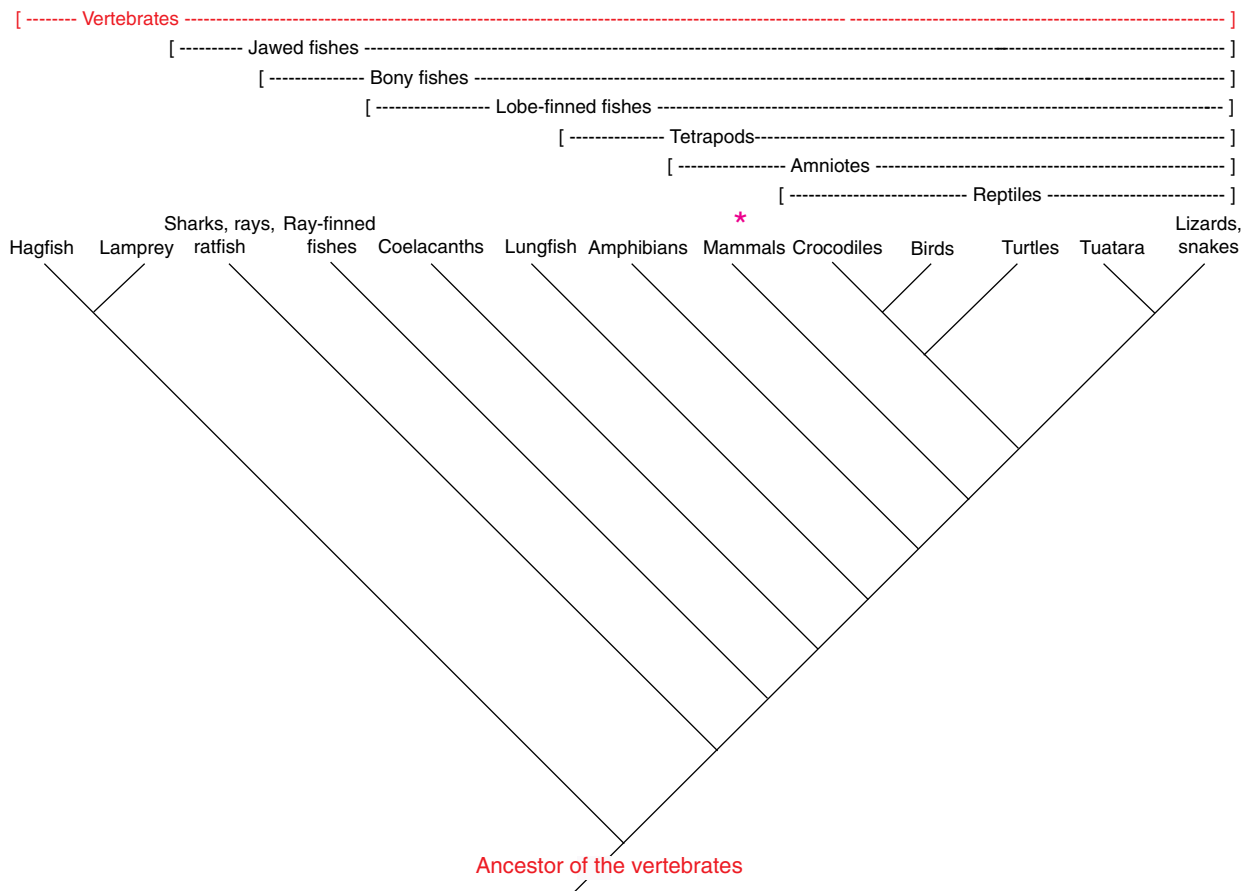 [ -------- Vertebrates ---------------------------------------- ]
[ ---------- Jawed fishes ---------------------------------------- ]
[ --------------- Bony fishes ---------------------------------------- ]
[ ------------------ Lobe-finned fishes ---------------------------------------- ]
[ --------------- Tetrapods---------------------------------------- ]
[ ----------------- Amniotes ---------------------------------------- ]
[ ---------------------------- Reptiles ---------------------------- ]
*
Sharks, rays, Ray-finned Lizards,
Hagfish Lamprey ratfish fishes Coelacanths Lungfish Amphibians Mammals Crocodiles Birds Turtles Tuatara snakes
Ancestor of the vertebrates